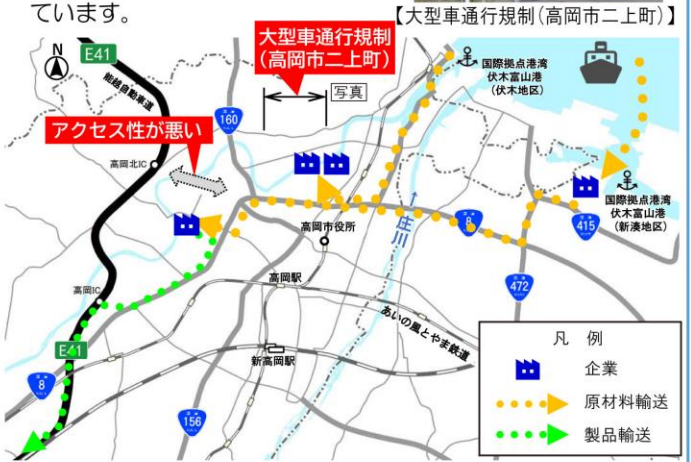 ています。
【大型車通行規制(高岡市二上町)】
N
E41
能越自動車道
大型車通行規制
(高岡市二上町)
写真
国際拠点港湾
伏木富山港
(伏木地区)
160
アクセス性が悪い
高岡北IC
国際拠点港湾
伏木富山港
(新湊地区)
高岡市役所
←庄川
8
415
472
高岡IC
高岡駅
あいの風とやま鉄道
新高岡駅
E41
8
156
凡 例
企業
原材料輸送
製品輸送